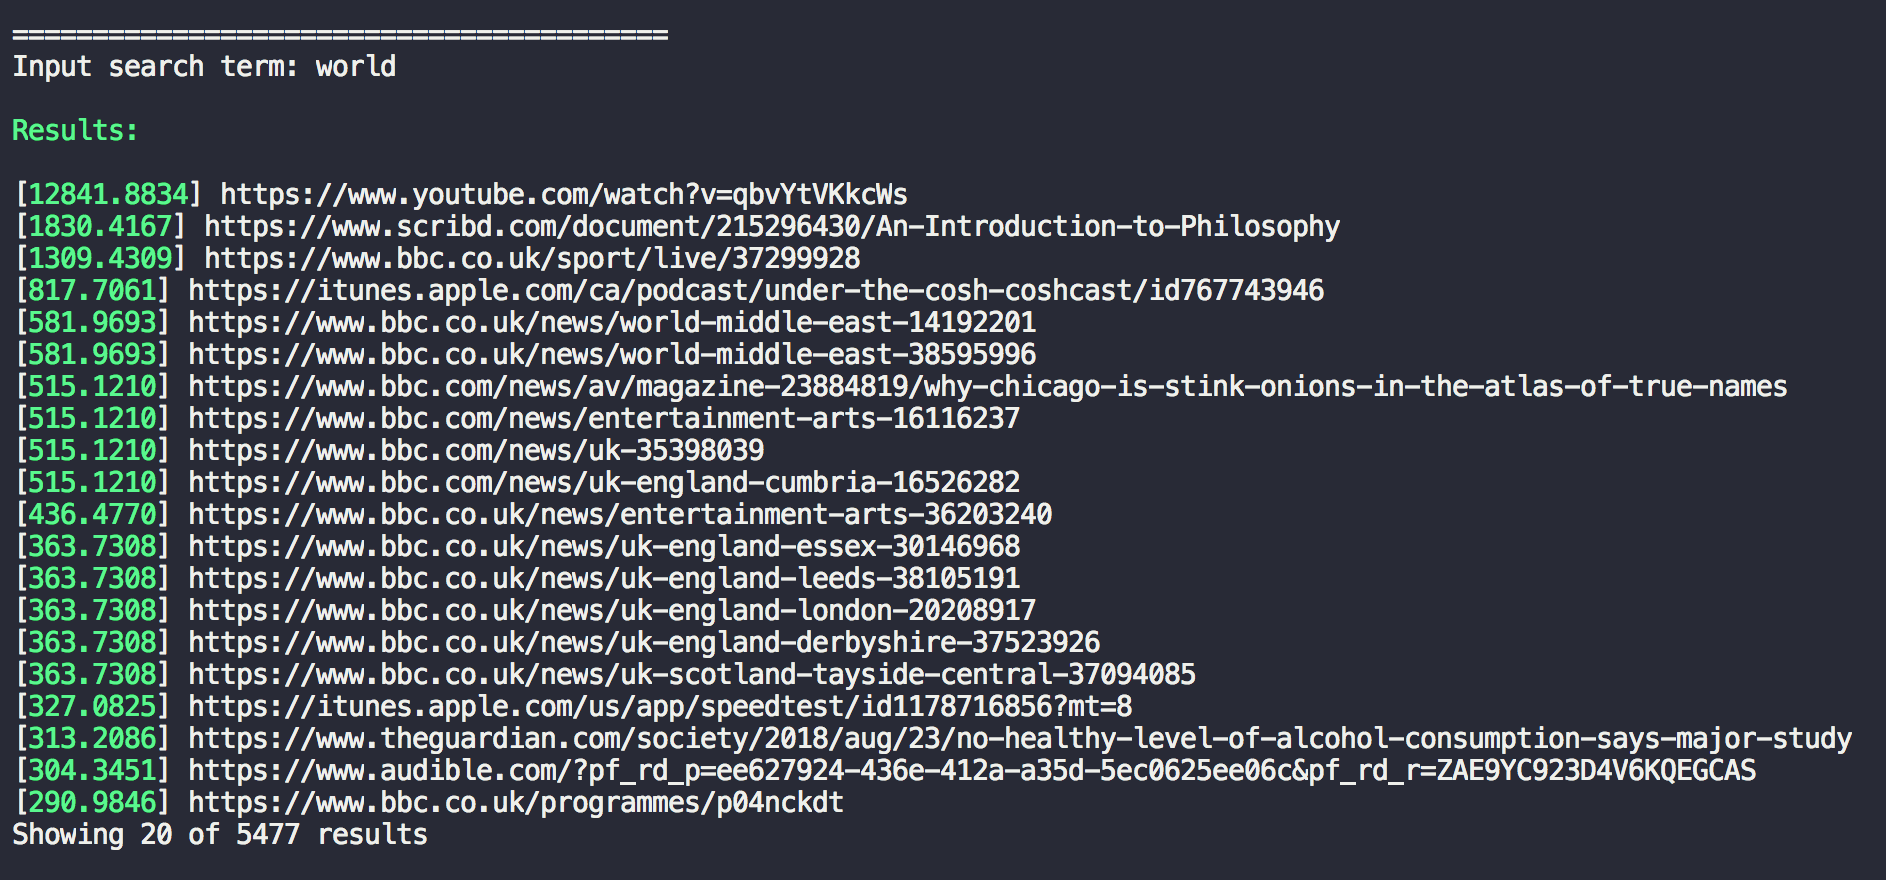 =========================================
Input search term: world
Results:
[12841.8834] https://www.youtube.com/watch?v=qbvYtVKkcWs
[1830.4167] https://www.scribd.com/document/215296430/An-Introduction-to-Philosophy
[1309.4309] https://www.bbc.co.uk/sport/live/37299928
[817.7061] https://itunes.apple.com/ca/podcast/under-the-cosh-coshcast/id767743946
[581.9693] https://www.bbc.co.uk/news/world-middle-east-14192201
[581.9693] https://www.bbc.co.uk/news/world-middle-east-38595996
[515.1210] https://www.bbc.com/news/av/magazine-23884819/why-chicago-is-stink-onions-in-the-atlas-of-true-names
[515.1210] https://www.bbc.com/news/entertainment-arts-16116237
[515.1210] https://www.bbc.com/news/uk-35398039
[515.1210] https://www.bbc.com/news/uk-england-cumbria-16526282
[436.4770] https://www.bbc.co.uk/news/entertainment-arts-36203240
[363.7308] https://www.bbc.co.uk/news/uk-england-essex-30146968
[363.7308] https://www.bbc.co.uk/news/uk-england-leeds-38105191
[363.7308] https://www.bbc.co.uk/news/uk-england-london-20208917
[363.7308] https://www.bbc.co.uk/news/uk-england-derbyshire-37523926
[363.7308] https://www.bbc.co.uk/news/uk-scotland-tayside-central-37094085
[327.0825] https://itunes.apple.com/us/app/speedtest/id1178716856?mt=8
[313.2086] https://www.theguardian.com/society/2018/aug/23/no-healthy-level-of-alcohol-consumption-says-major-study
[304.3451] https://www.audible.com/?pf_rd_p=ee627924-436e-412a-a35d-5ec0625ee06c&pf_rd_r=ZAE9YC923D4V6KQEGCAS
[290.9846] https://www.bbc.co.uk/programmes/p04nckdt
Showing 20 of 5477 results